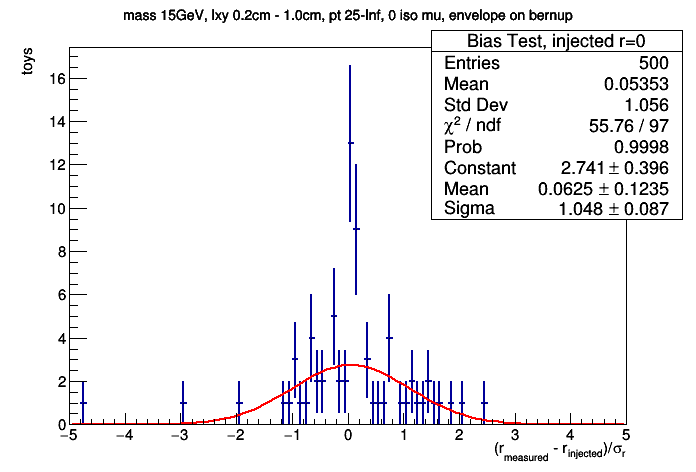 mass 15GeV, lxy 0.2cm - 1.0cm, pt 25-Inf, 0 iso mu, envelope on bernup
toys
Bias Test, injected r=0
Entries 500
Mean 0.05353
Std Dev 1.056
χ² / ndf 55.76 / 97
Prob 0.9998
Constant 2.741 ± 0.396
Mean 0.0625 ± 0.1235
Sigma 1.048 ± 0.087
16
14
12
10
8
6
4
2
0
−5 −4 −3 −2 −1 0 1 2 3 4 5
(r_measured - r_injected)/σ_r